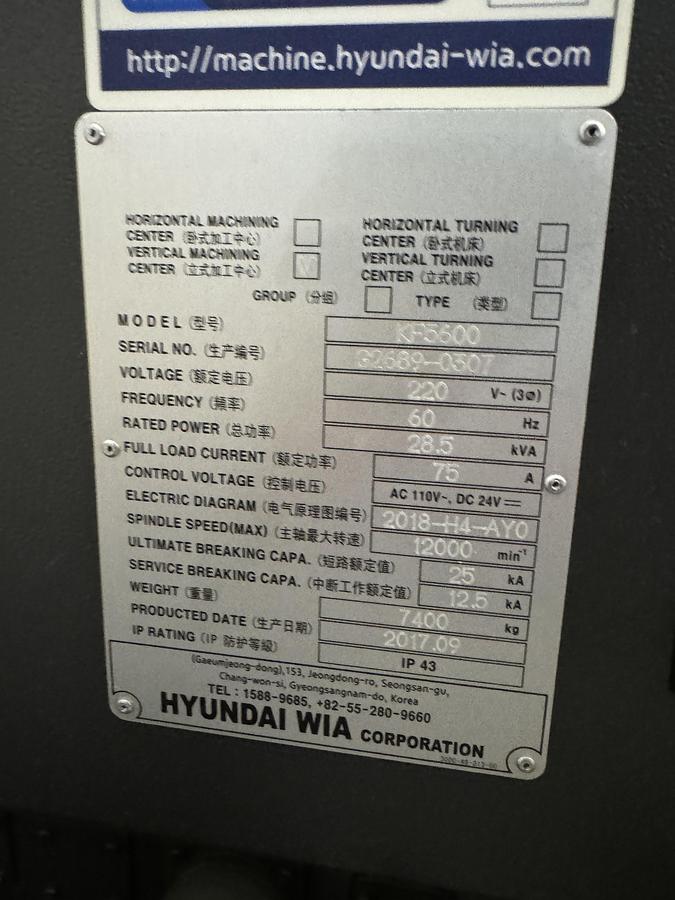 http://machine.hyundai-wia.com
HORIZONTAL MACHINING
CENTER (卧式加工中心)
HORIZONTAL TURNING
CENTER (卧式机床)
VERTICAL MACHINING
CENTER (立式加工中心) V
VERTICAL TURNING
CENTER (立式机床)
GROUP (分组) TYPE (类型)
MODEL (型号) KF5600
SERIAL NO. (生产编号) G2689-0507
VOLTAGE (额定电压) 220 V~ (3∅)
FREQUENCY (频率) 60 Hz
RATED POWER (总功率) 28.5 kVA
FULL LOAD CURRENT (额定功率) 75 A
CONTROL VOLTAGE (控制电压) AC 110V~, DC 24V⎓
ELECTRIC DIAGRAM (电气原理图编号) 2018-H4-AY0
SPINDLE SPEED(MAX) (主轴最大转速) 12000 min⁻¹
ULTIMATE BREAKING CAPA. (短路额定值) 25 kA
SERVICE BREAKING CAPA. (中断工作额定值) 12.5 kA
WEIGHT (重量) 7400 kg
PRODUCTED DATE (生产日期) 2017.09
IP RATING (IP 防护等级) IP 43
(Gaeumjeong-dong),153, Jeongdong-ro, Seongsan-gu,
Chang-won-si, Gyeongsangnam-do, Korea
TEL : 1588-9685, +82-55-280-9660
HYUNDAI WIA CORPORATION